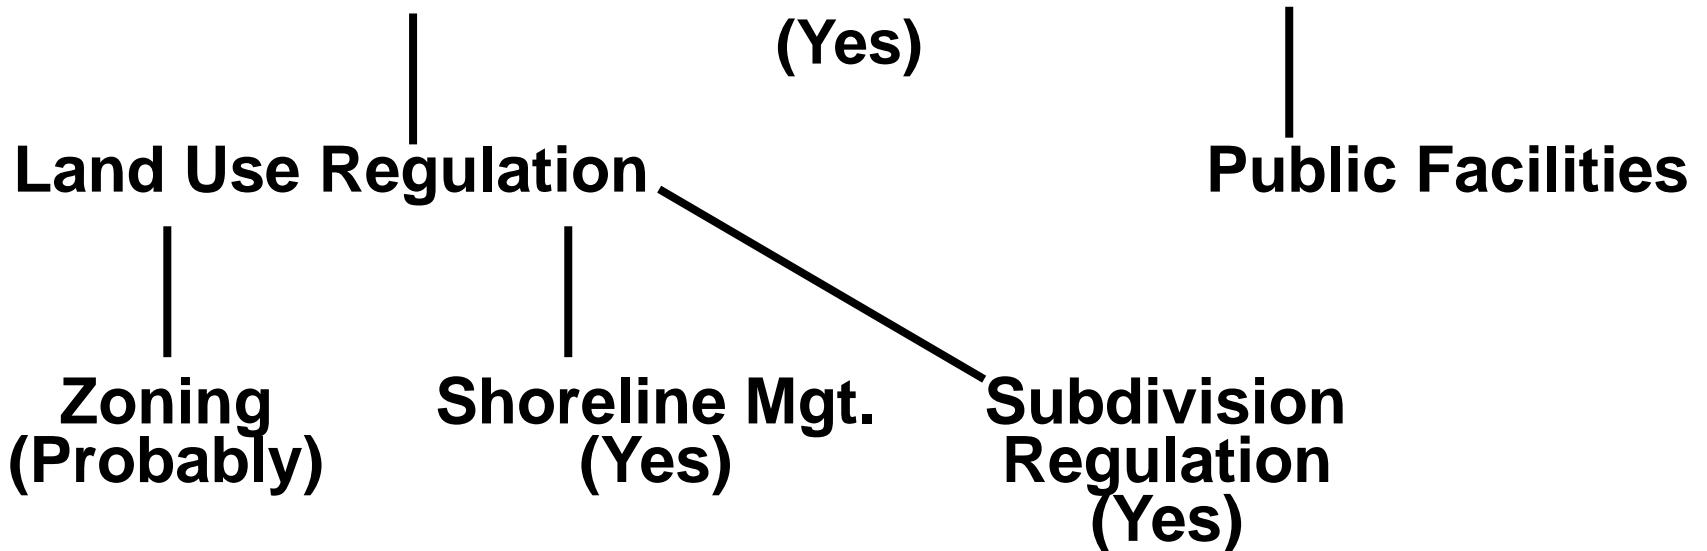 (Yes)
Land Use Regulation
Public Facilities
Zoning
(Probably)
Shoreline Mgt.
(Yes)
Subdivision
Regulation
(Yes)